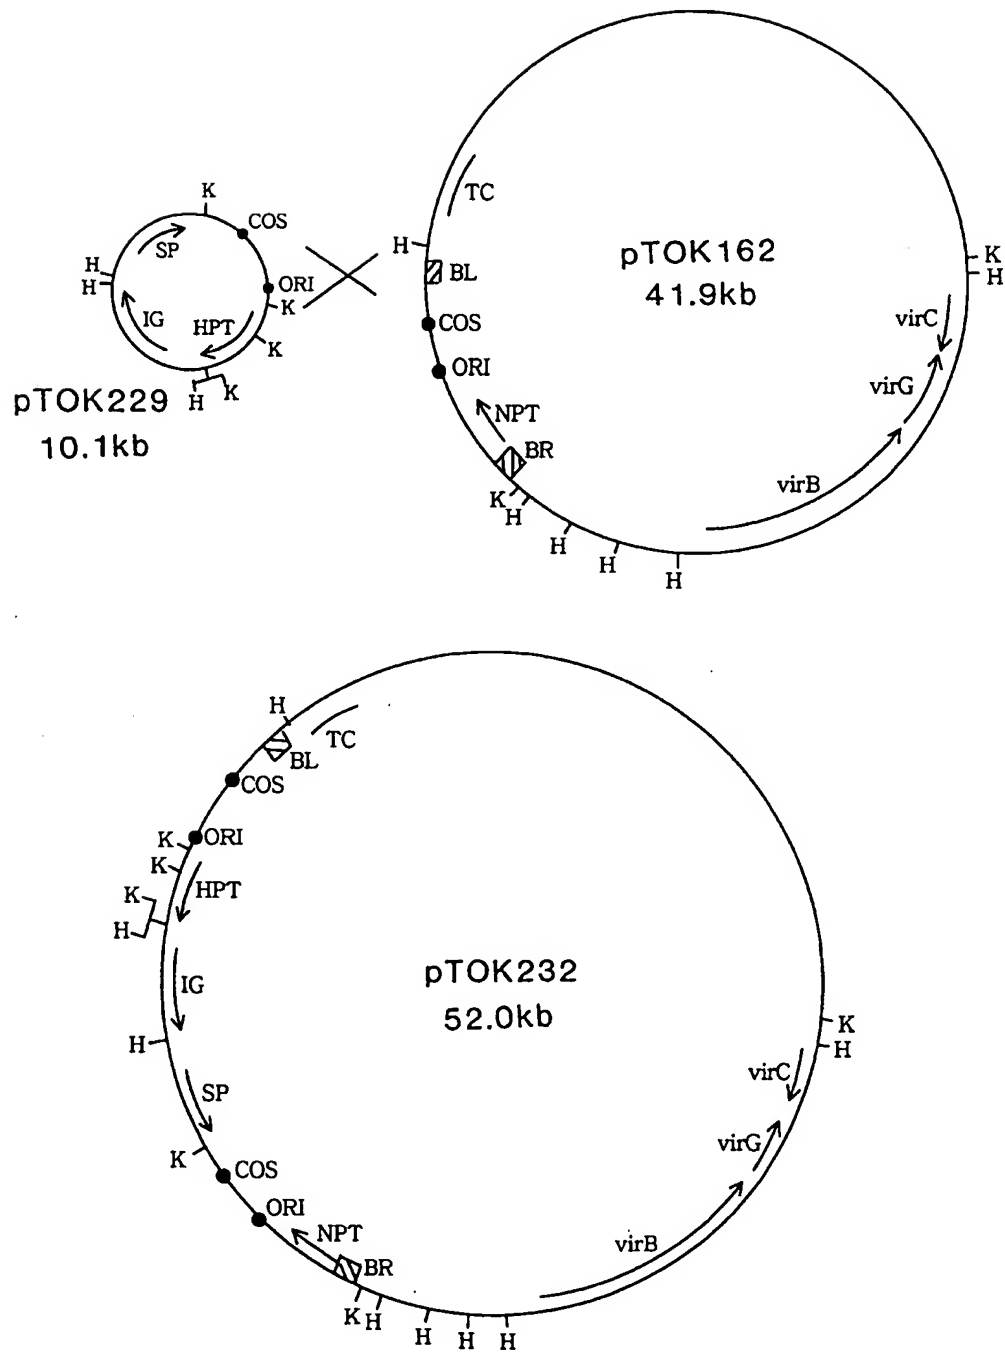 K
COS
SP
H
H
ORI
K
IG
HPT
K
H
K
pTOK229
10.1kb
TC
H
BL
COS
ORI
NPT
BR
K
H
H
H
H
pTOK162
41.9kb
K
H
virC
virG
virB
H
TC
BL
COS
K
ORI
K
HPT
K
H
IG
H
SP
K
COS
ORI
NPT
BR
K
H
H
H
H
pTOK232
52.0kb
K
H
virC
virG
virB